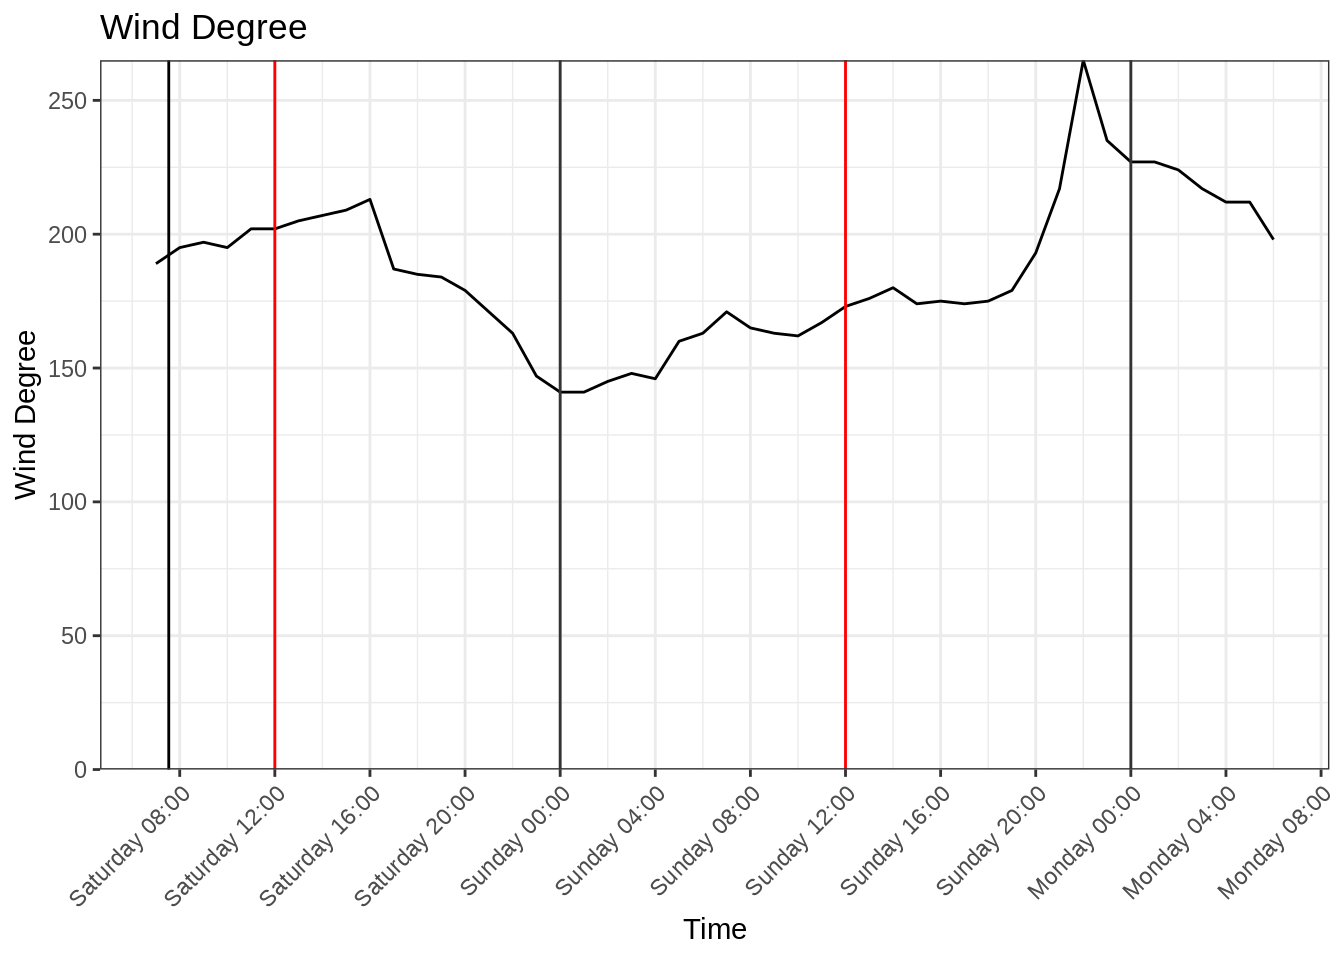 Wind Degree
Wind Degree
250
200
150
100
50
0
Saturday 08:00
Saturday 12:00
Saturday 16:00
Saturday 20:00
Sunday 00:00
Sunday 04:00
Sunday 08:00
Sunday 12:00
Sunday 16:00
Sunday 20:00
Monday 00:00
Monday 04:00
Monday 08:00
Time